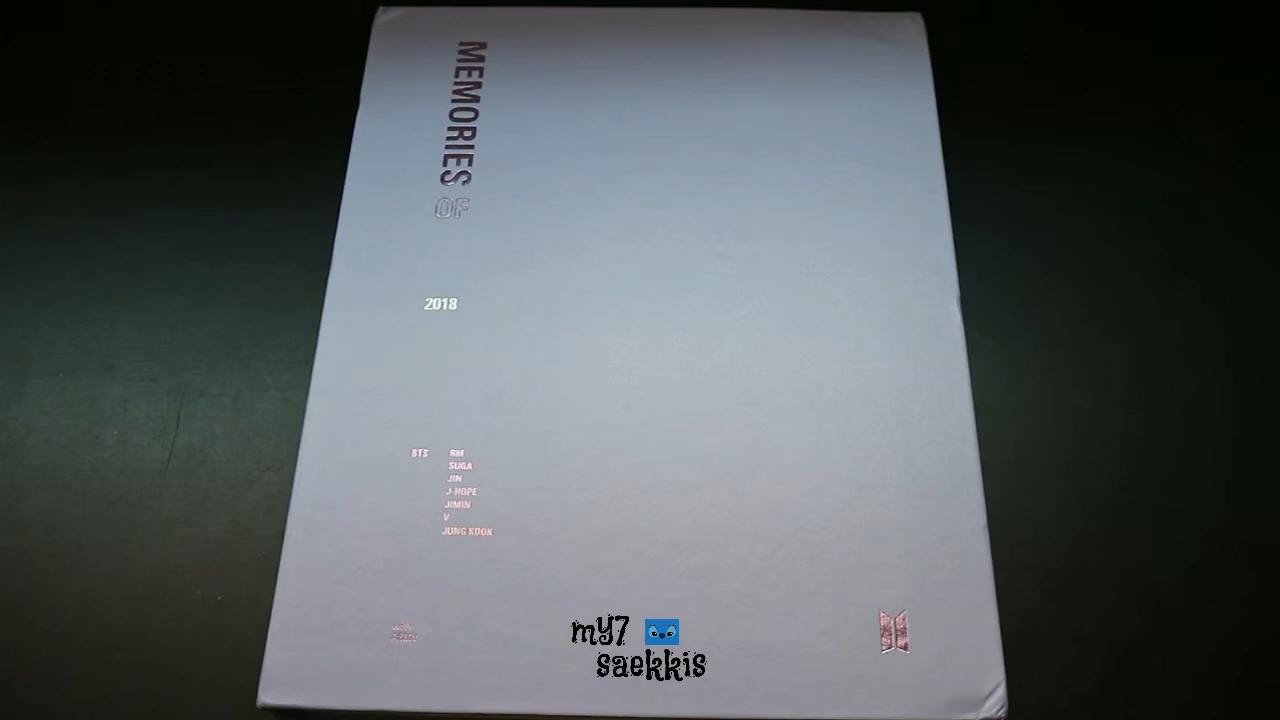 MEMORIES OF
2018
BTS RM
SUGA
JIN
J-HOPE
JIMIN
V
JUNG KOOK
my7
saekkis